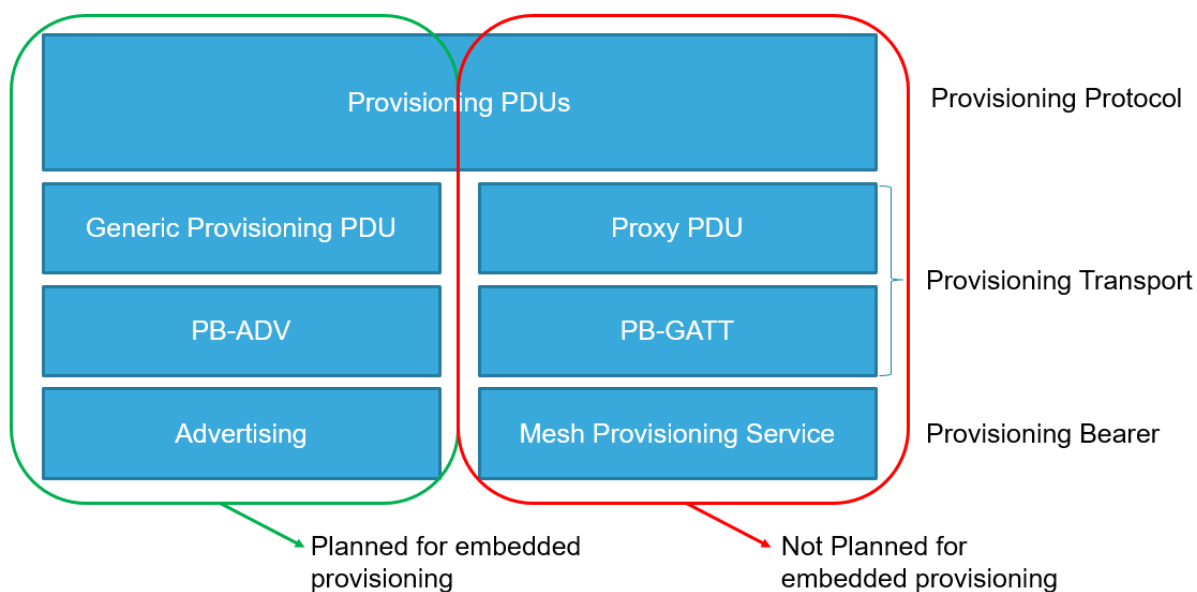 Provisioning PDUs
Provisioning Protocol
Generic Provisioning PDU
Proxy PDU
Provisioning Transport
PB-ADV
PB-GATT
Advertising
Mesh Provisioning Service
Provisioning Bearer
Planned for embedded
provisioning
Not Planned for
embedded provisioning